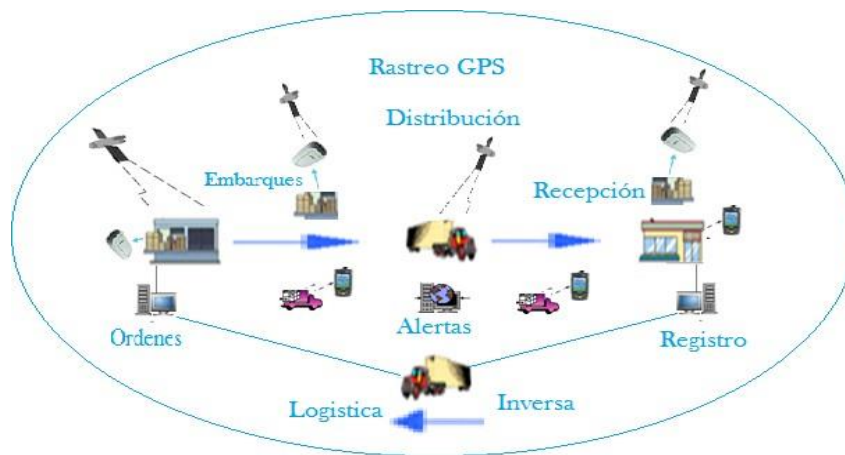 Rastreo GPS
Distribución
Embarques
Recepción
Ordenes
Alertas
Registro
Logistica
Inversa